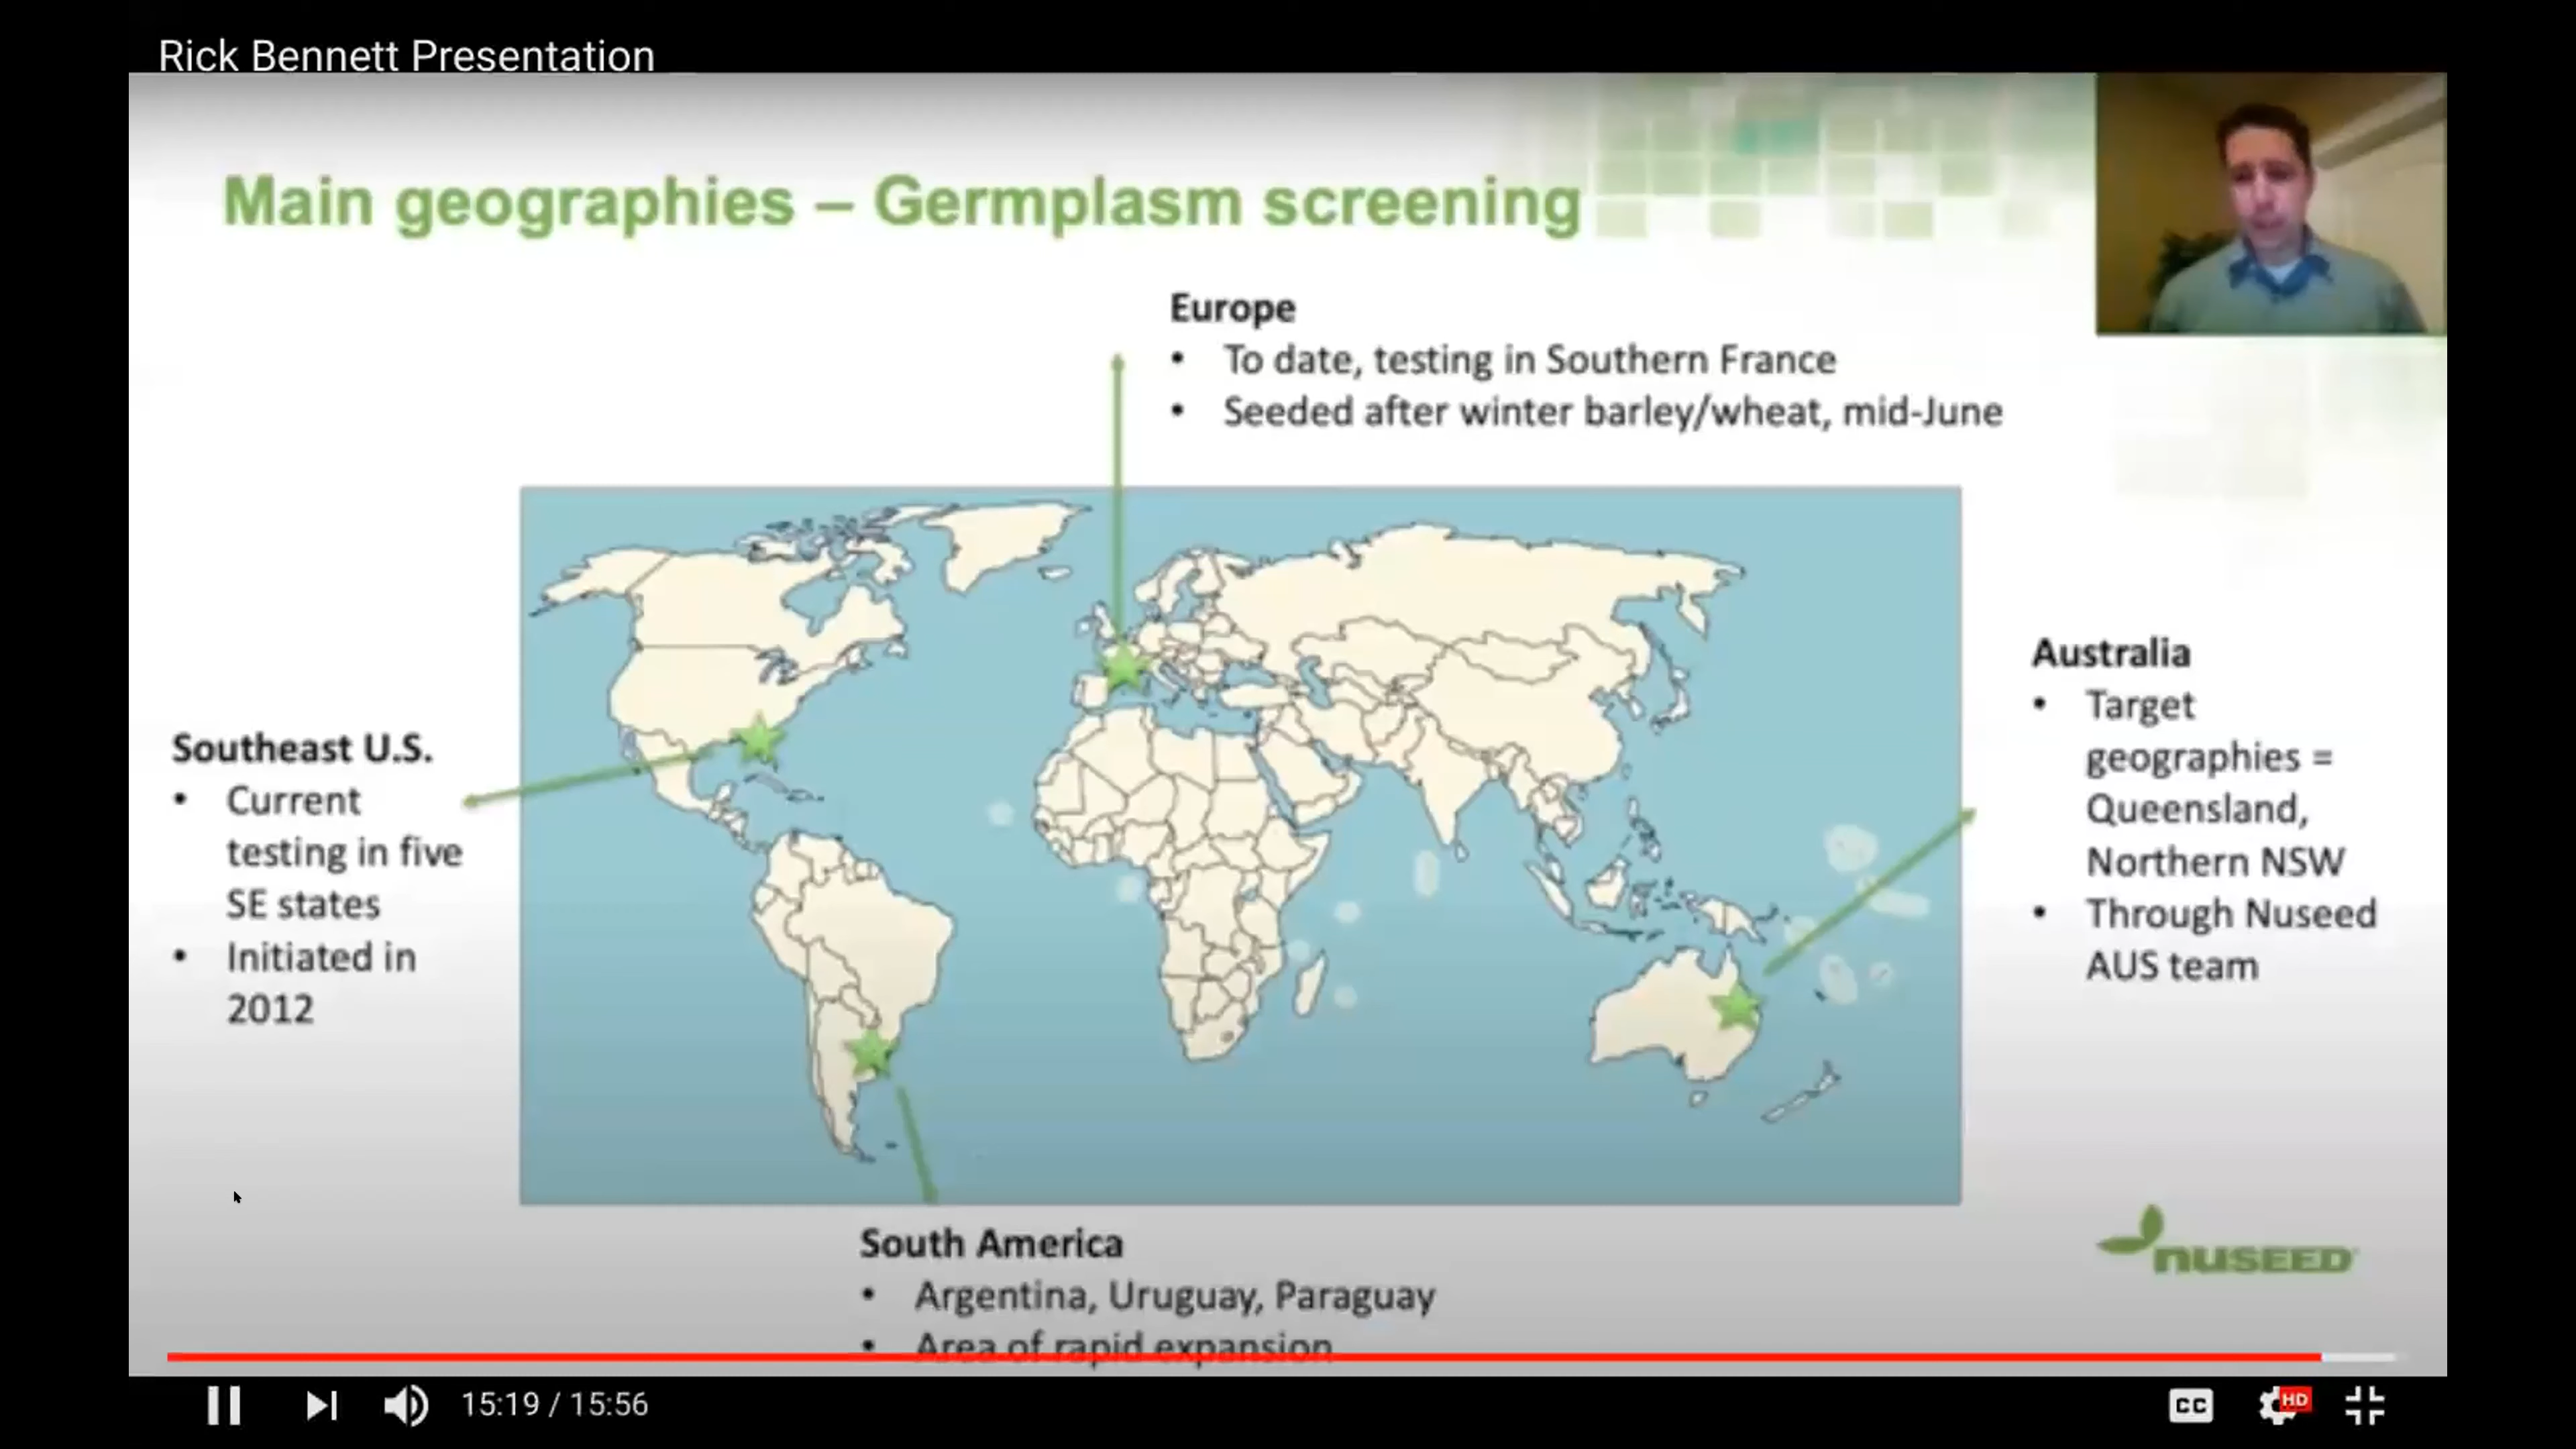 Rick Bennett Presentation
Main geographies – Germplasm screening
Europe
• To date, testing in Southern France
• Seeded after winter barley/wheat, mid-June
Southeast U.S.
• Current
testing in five
SE states
• Initiated in
2012
Australia
• Target
geographies =
Queensland,
Northern NSW
• Through Nuseed
AUS team
South America
• Argentina, Uruguay, Paraguay
• Area of rapid expansion
nuseed
15:19 / 15:56
CC
HD